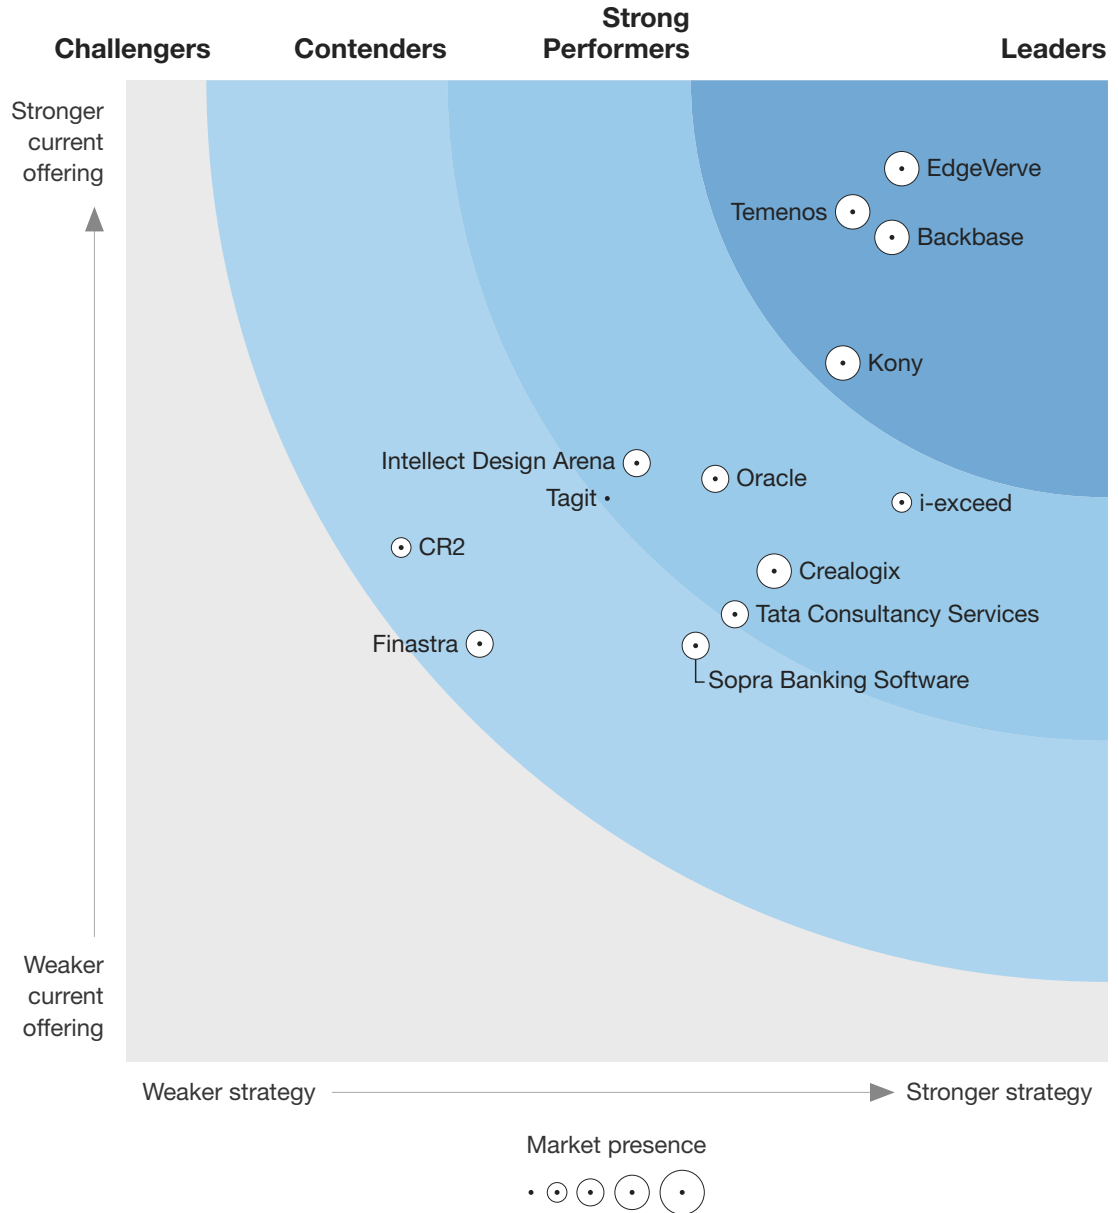 Challengers
Contenders
Strong
Performers
Leaders
Stronger
current
offering
EdgeVerve
Temenos
Backbase
Kony
Intellect Design Arena
Oracle
Tagit
i-exceed
CR2
Crealogix
Tata Consultancy Services
Finastra
Sopra Banking Software
Weaker
current
offering
Weaker strategy
Stronger strategy
Market presence